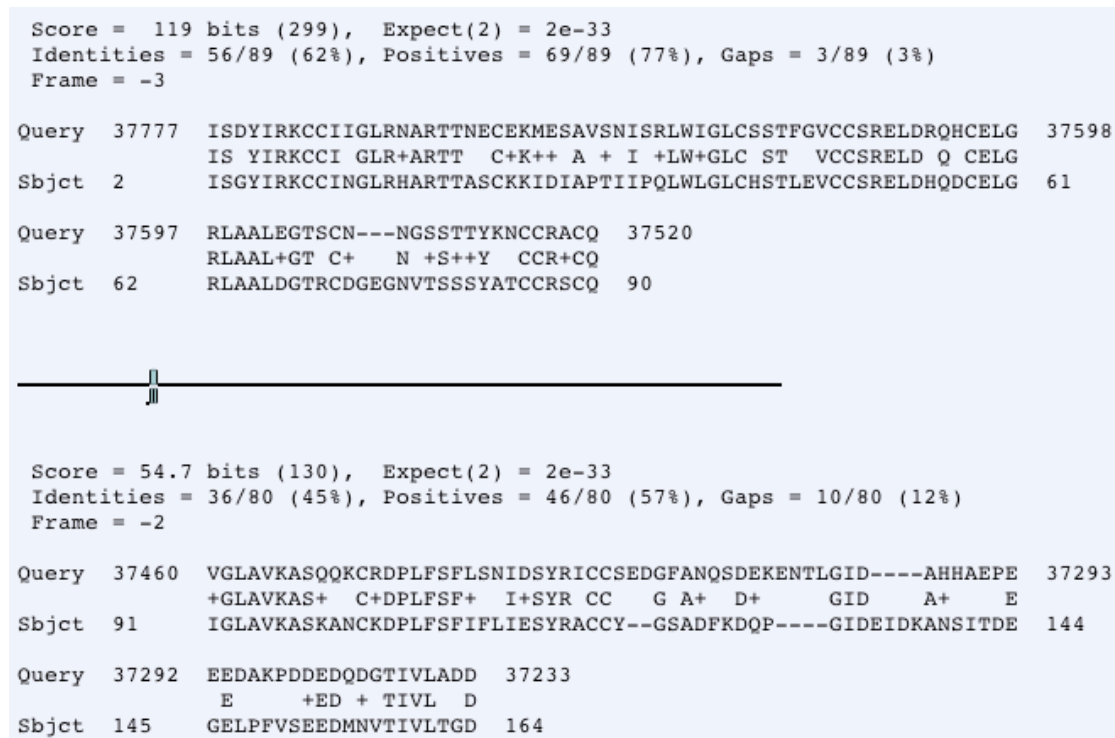 Score =  119 bits (299),  Expect(2) = 2e-33
Identities = 56/89 (62%), Positives = 69/89 (77%), Gaps = 3/89 (3%)
Frame = -3
Query  37777  ISDYIRKCCIIGLRNARTTNECEKMESAVSNISRLWIGLCSSTFGVCCSRELDRQHCELG  37598
              IS YIRKCCI GLR+ARTT  C+K++ A + I +LW+GLC ST  VCCSRELD Q CELG
Sbjct  2      ISGYIRKCCINGLRHARTTASCKKIDIAPTIIPQLWLGLCHSTLEVCCSRELDHQDCELG  61
Query  37597  RLAALEGTSCN---NGSSTTYKNCCRACQ  37520
              RLAAL+GT C+   N +S++Y  CCR+CQ
Sbjct  62     RLAALDGTRCDGEGNVTSSSYATCCRSCQ  90
Score = 54.7 bits (130),  Expect(2) = 2e-33
Identities = 36/80 (45%), Positives = 46/80 (57%), Gaps = 10/80 (12%)
Frame = -2
Query  37460  VGLAVKASQQKCRDPLFSFLSNIDSYRICCSEDGFANQSDEKENTLGID----AHHAEPE  37293
              +GLAVKAS+  C+DPLFSF+  I+SYR CC   G A+  D+     GID    A+    E
Sbjct  91     IGLAVKASKANCKDPLFSFIFLIESYRACCY--GSADFKDQP----GIDEIDKANSITDE  144
Query  37292  EEDAKPDDEDQDGTIVLADD  37233
               E     +ED + TIVL  D
Sbjct  145    GELPFVSEEDMNVTIVLTGD  164